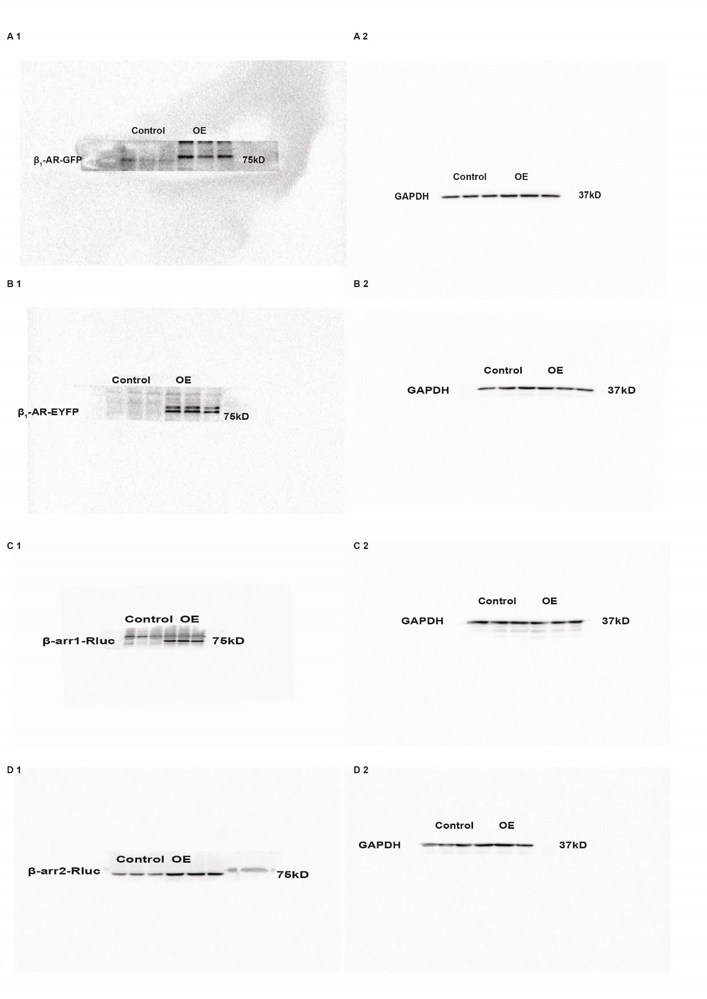 A 1
A 2
Control OE
β₁-AR-GFP 75kD
Control OE
GAPDH 37kD
B 1
B 2
Control OE
β₁-AR-EYFP 75kD
Control OE
GAPDH 37kD
C 1
C 2
Control OE
β-arr1-Rluc 75kD
Control OE
GAPDH 37kD
D 1
D 2
Control OE
β-arr2-Rluc 75kD
Control OE
GAPDH 37kD